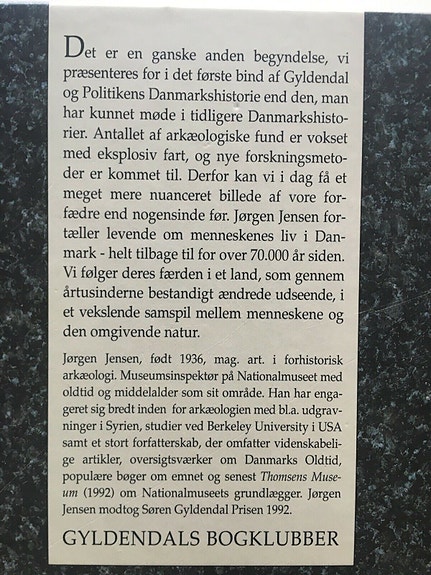 Det er en ganske anden begyndelse, vi
præsenteres for i det første bind af Gyldendal
og Politikens Danmarkshistorie end den, man
har kunnet møde i tidligere Danmarkshisto-
rier. Antallet af arkæologiske fund er vokset
med eksplosiv fart, og nye forskningsmeto-
der er kommet til. Derfor kan vi i dag få et
meget mere nuanceret billede af vore for-
fædre end nogensinde før. Jørgen Jensen for-
tæller levende om menneskenes liv i Dan-
mark - helt tilbage til for over 70.000 år siden.
Vi følger deres færden i et land, som gennem
årtusinderne bestandigt ændrede udseende, i
et vekslende samspil mellem menneskene og
den omgivende natur.
Jørgen Jensen, født 1936, mag. art. i forhistorisk
arkæologi. Museumsinspektør på Nationalmuseet med
oldtid og middelalder som sit område. Han har enga-
geret sig bredt inden for arkæologien med bl.a. udgrav-
ninger i Syrien, studier ved Berkeley University i USA
samt et stort forfatterskab, der omfatter videnskabeli-
ge artikler, oversigtsværker om Danmarks Oldtid,
populære bøger om emnet og senest Thomsens Muse-
um (1992) om Nationalmuseets grundlægger. Jørgen
Jensen modtog Søren Gyldendal Prisen 1992.
GYLDENDALS BOGKLUBBER